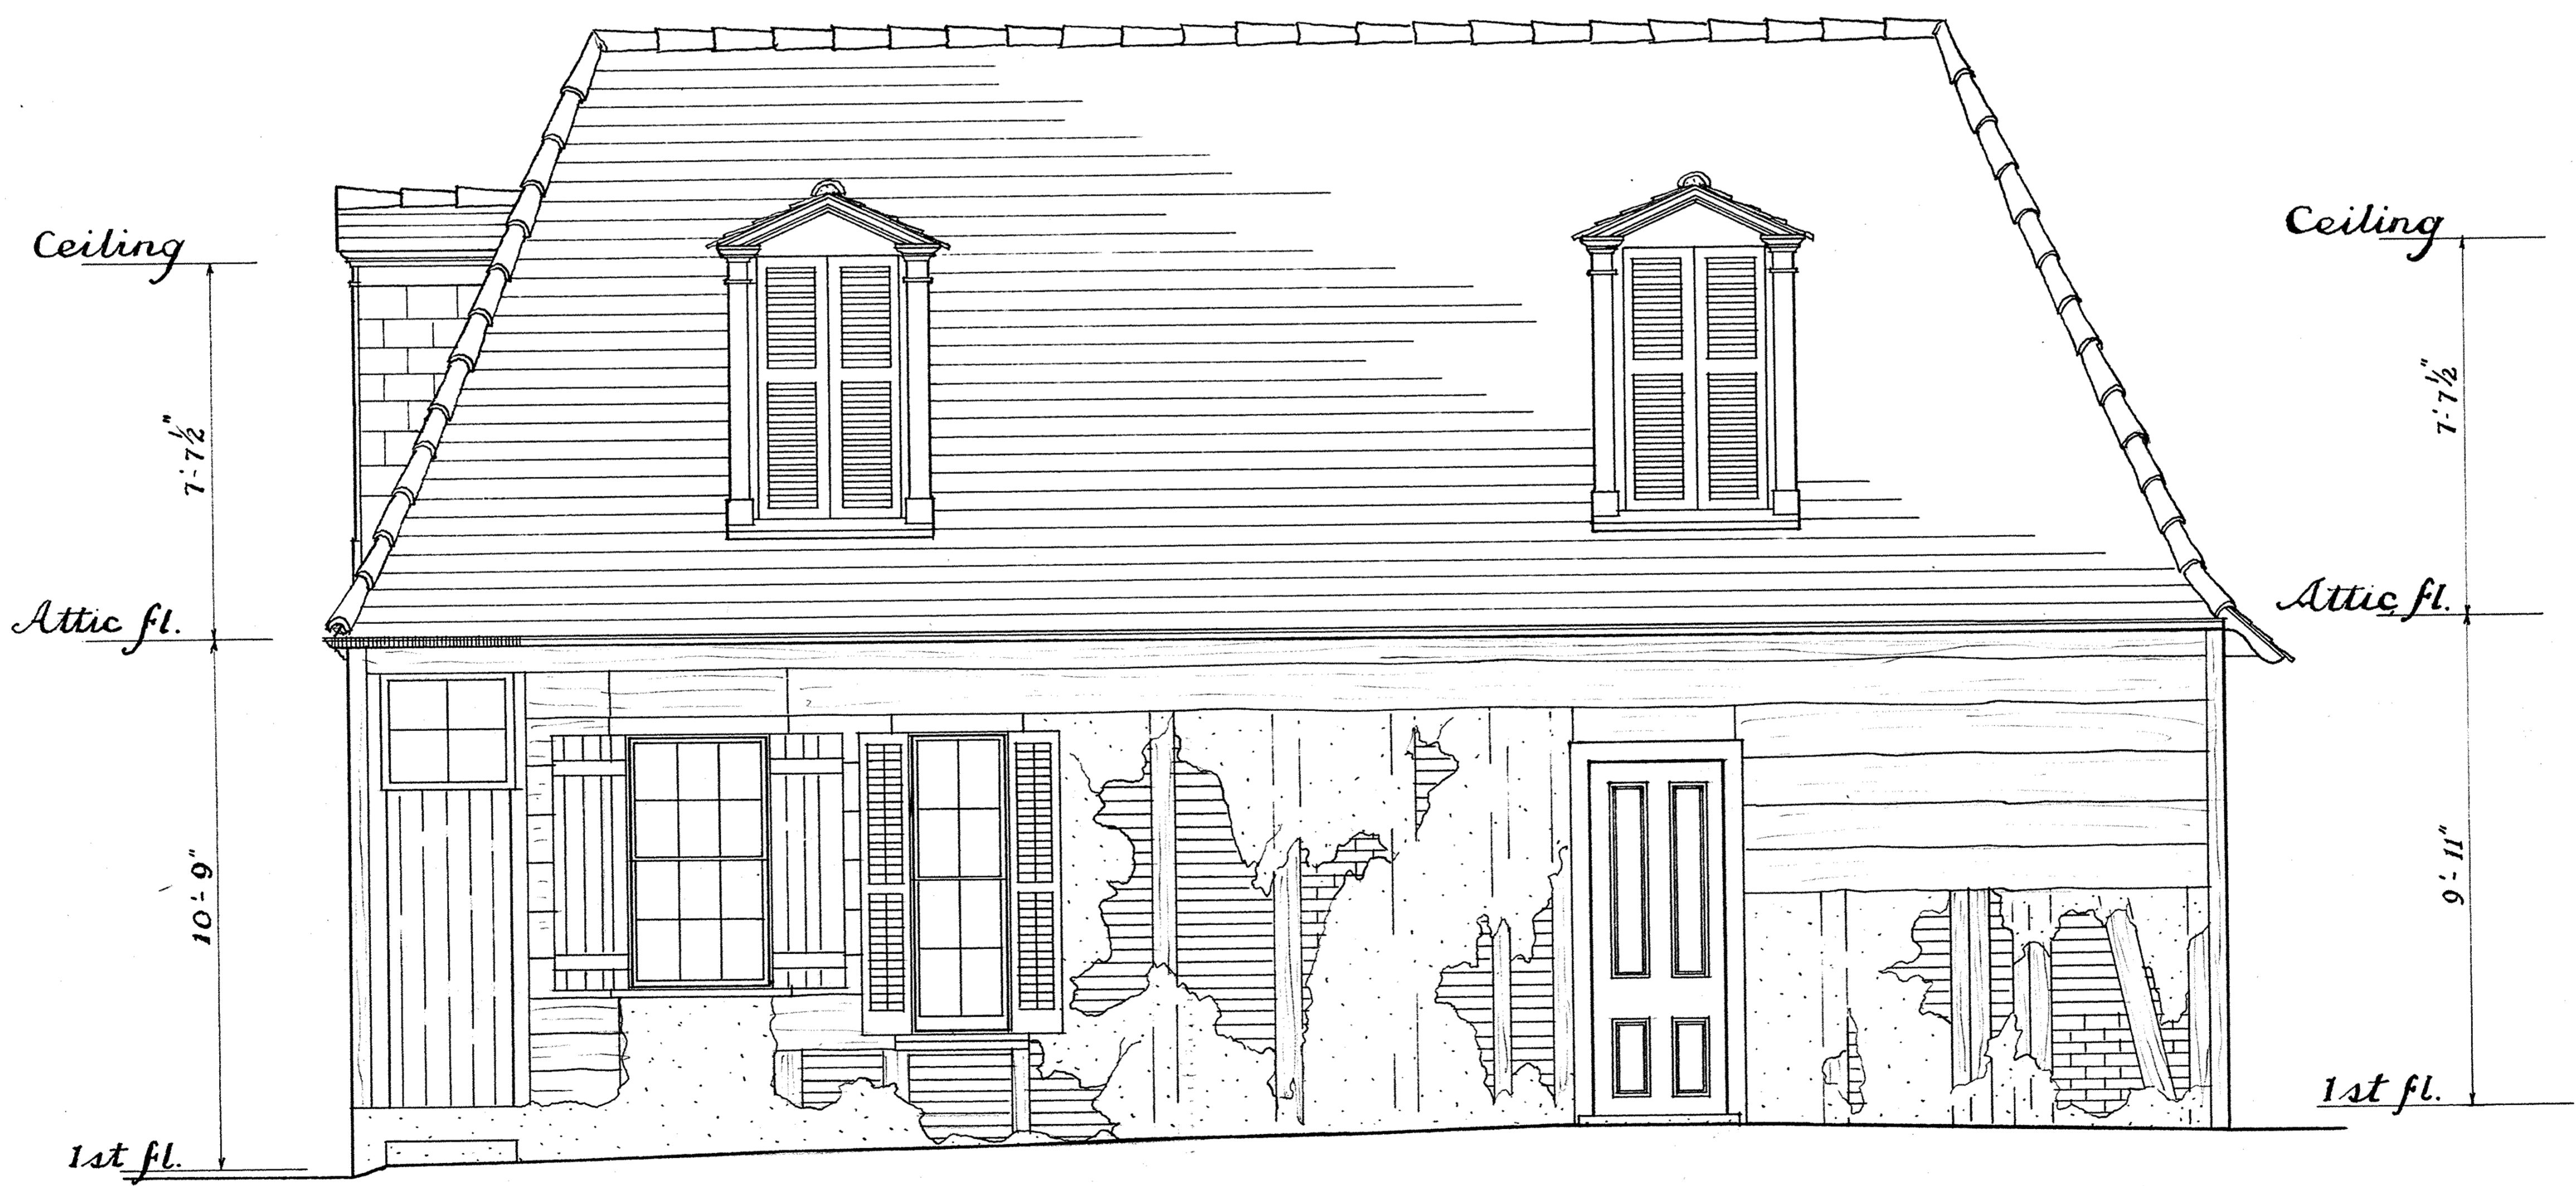 Ceiling
7'-7½"
Attic fl.
10'-9"
1st fl.
Ceiling
7'-7½"
Attic fl.
9'-11"
1st fl.